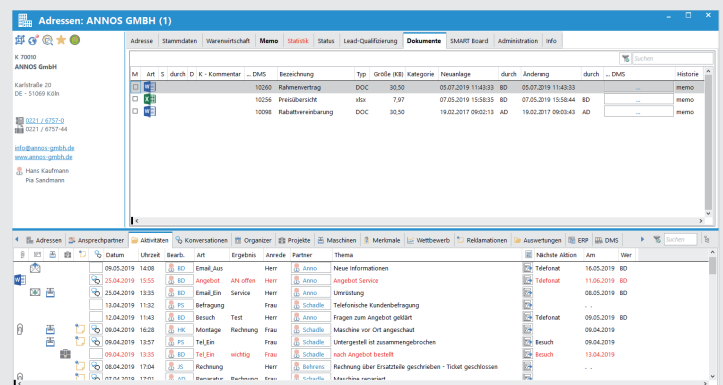 Adressen: ANNOS GMBH (1)
K 70010
ANNOS GmbH
Karlstraße 20
DE - 51069 Köln
0221 / 6757-0
0221 / 6757-44
info@annos-gmbh.de
www.annos-gmbh.de
Hans Kaufmann
Pia Sandmann
Adresse Stammdaten Warenwirtschaft Memo Statistik Status Lead-Qualifizierung Dokumente SMART Board Administration Info
Suchen
M Art S durch D K - Kommentar ... DMS Bezeichnung Typ Größe (KB) Kategorie Neuanlage durch Änderung durch ... DMS Historie
10260 Rahmenvertrag DOC 30,50 05.07.2019 11:43:33 BD 05.07.2019 11:43:33 ... memo
10256 Preisübersicht xlsx 7,97 07.05.2019 15:58:35 BD 07.05.2019 15:58:44 BD ... memo
10098 Rabattvereinbarung DOC 30,50 19.02.2017 09:02:13 AD 19.02.2017 09:03:43 AD ... memo
Adressen Ansprechpartner Aktivitäten Konversationen Organizer Projekte Maschinen Merkmale Wettbewerb Reklamationen Auswertungen ERP DMS Suchen
Datum Uhrzeit Bearb. Art Ergebnis Anrede Partner Thema Nächste Aktion Am Wer
09.05.2019 14:08 BD Email_Aus Herr Anno Neue Informationen Telefonat 16.05.2019 BD
25.04.2019 15:55 BD Angebot AN offen Herr Anno Angebot Service Telefonat 11.06.2019 BD
25.04.2019 13:35 BD Email_Ein Service Herr Anno Umrüstung 08.05.2019 BD
13.04.2019 11:32 PS Befragung Frau Schadle Telefonische Kundenbefragung . .
12.04.2019 11:43 BD Besuch Test Herr Anno Fragen zum Angebot geklärt Telefonat 09.05.2019 BD
09.04.2019 16:28 HK Montage Rechnung Frau Schadle Maschine vor Ort angeschaut 09.04.2019
09.04.2019 13:57 PS Tel_Ein Frau Schadle Untergestell ist zusammengebrochen Besuch 09.04.2019
09.04.2019 13:35 BD Tel_Ein wichtig Frau Schadle nach Angebot bestellt Besuch 13.04.2019
08.04.2019 17:04 JS Rechnung Herr Behrens Rechnung über Ersatzteile geschrieben - Ticket geschlossen . .
07.04.2019 17:01 AD Reparatur Rechnung Frau Schadle Maschine repariert